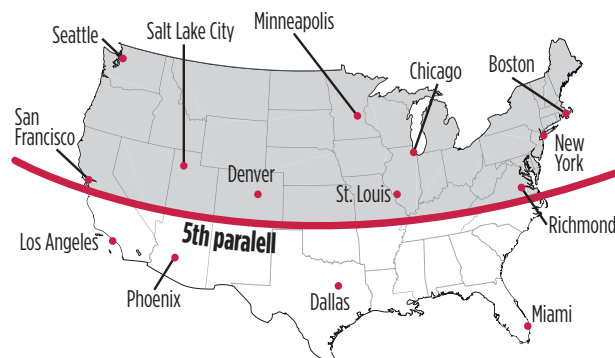 Seattle
Salt Lake City
Minneapolis
Chicago
Boston
San
Francisco
Denver
St. Louis
New
York
Richmond
Los Angeles
5th paralell
Phoenix
Dallas
Miami